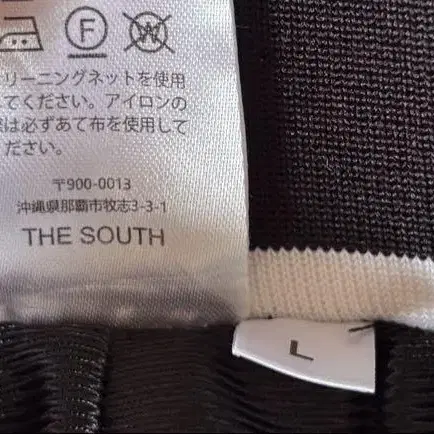 F W
リーニングネットを使用
てください。アイロンの
は必ずあて布を使用して
ださい。
〒900-0013
沖縄県那覇市牧志3-3-1
THE SOUTH
L